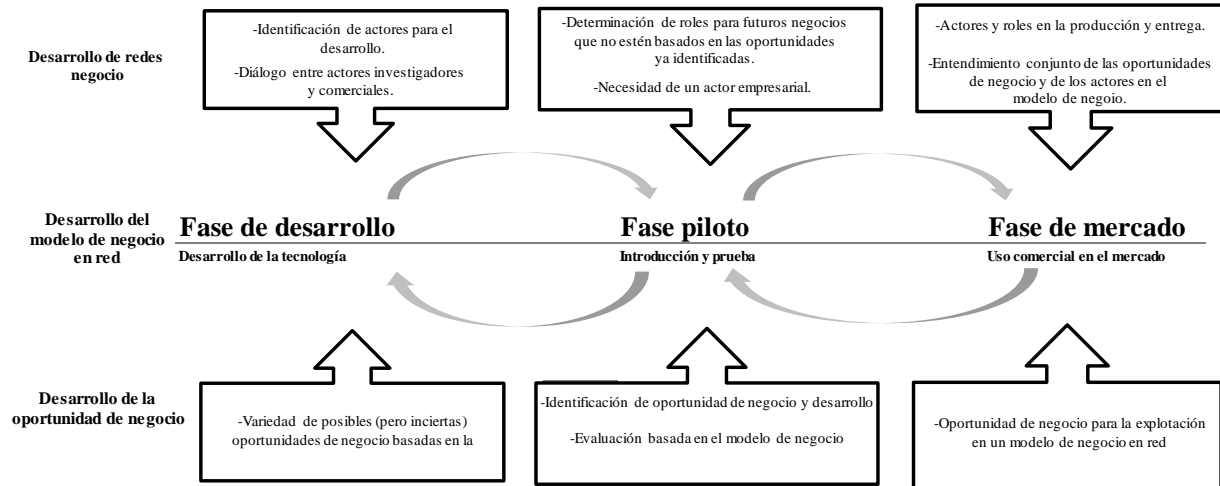 Desarrollo de redes
negocio
-Identificación de actores para el
desarrollo.
-Diálogo entre actores investigadores
y comerciales.
-Determinación de roles para futuros negocios
que no estén basados en las oportunidades
ya identificadas.
-Necesidad de un actor empresarial.
-Actores y roles en la producción y entrega.
-Entendimiento conjunto de las oportunidades
de negocio y de los actores en el
modelo de negoio.
Desarrollo del
modelo de negocio
en red
Fase de desarrollo
Desarrollo de la tecnología
Fase piloto
Introducción y prueba
Fase de mercado
Uso comercial en el mercado
Desarrollo de la
oportunidad de negocio
-Variedad de posibles (pero inciertas)
oportunidades de negocio basadas en la
-Identificación de oportunidad de negocio y desarrollo
-Evaluación basada en el modelo de negocio
-Oportunidad de negocio para la explotación
en un modelo de negocio en red